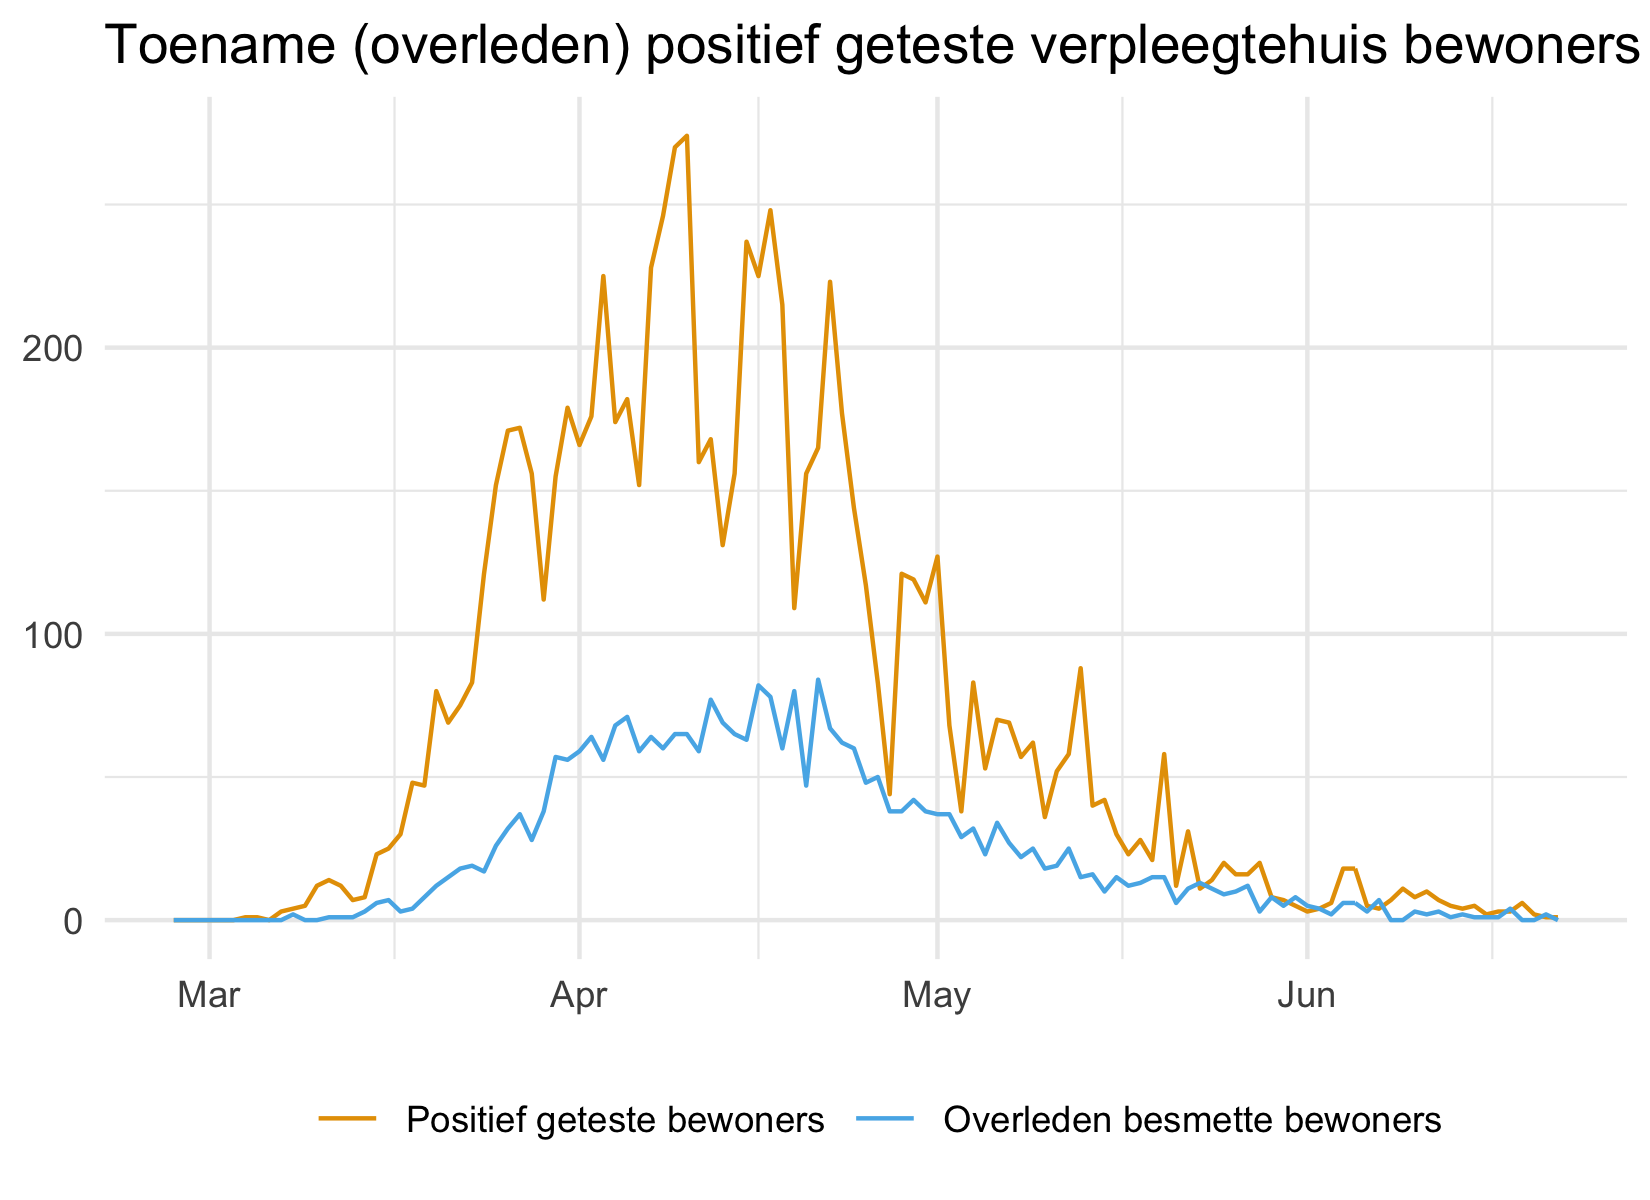 Toename (overleden) positief geteste verpleegtehuis bewoners
200
100
0
Mar Apr May Jun
Positief geteste bewoners Overleden besmette bewoners